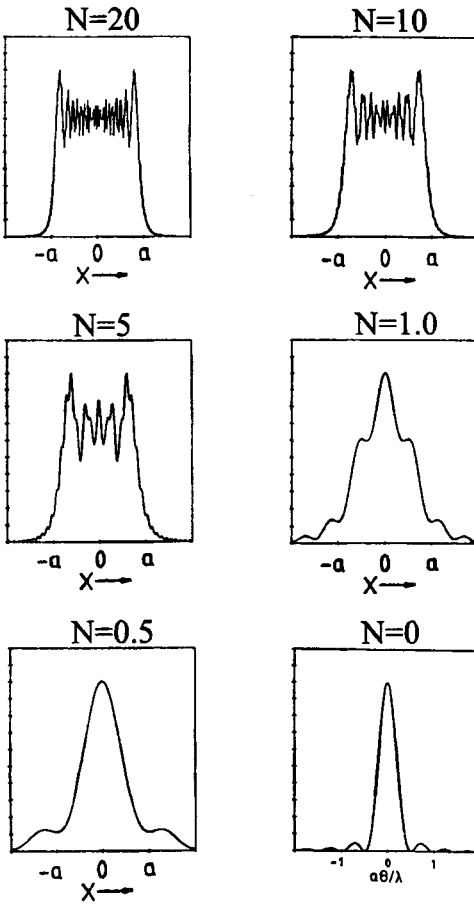 N=20
-a 0 a
X
N=10
-a 0 a
X
N=5
-a 0 a
X
N=1.0
-a 0 a
X
N=0.5
-a 0 a
X
N=0
-1 0 1
aθ/λ